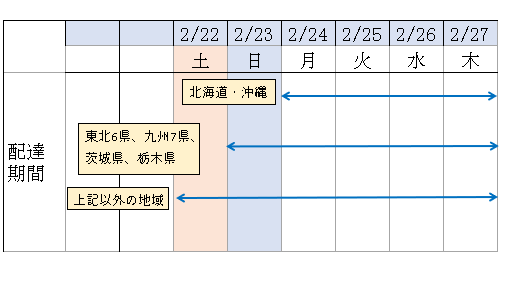 2/22 2/23 2/24 2/25 2/26 2/27
土 日 月 火 水 木
北海道・沖縄
配達
期間
東北6県、九州7県、
茨城県、栃木県
上記以外の地域